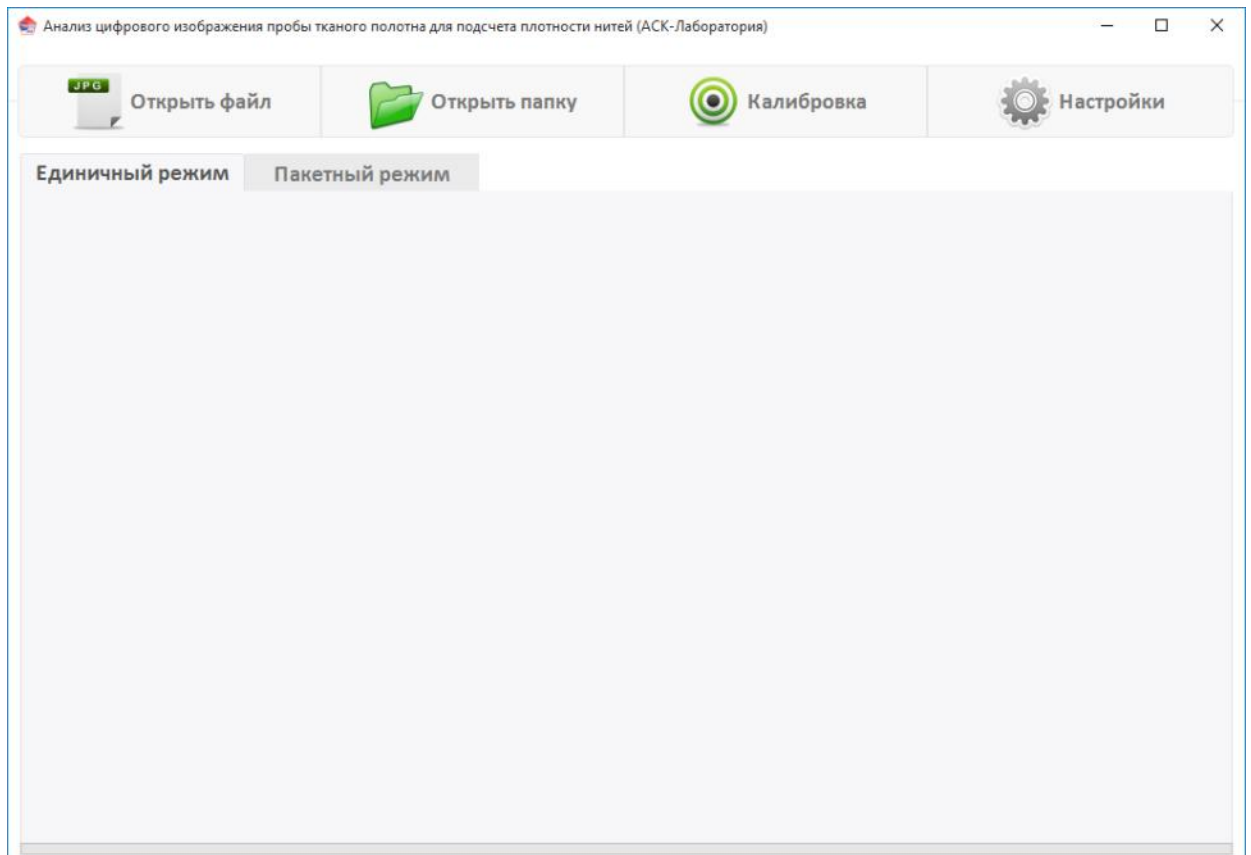 Анализ цифрового изображения пробы тканого полотна для подсчета плотности нитей (АСК-Лаборатория)
JPG Открыть файл Открыть папку Калибровка Настройки
Единичный режим Пакетный режим